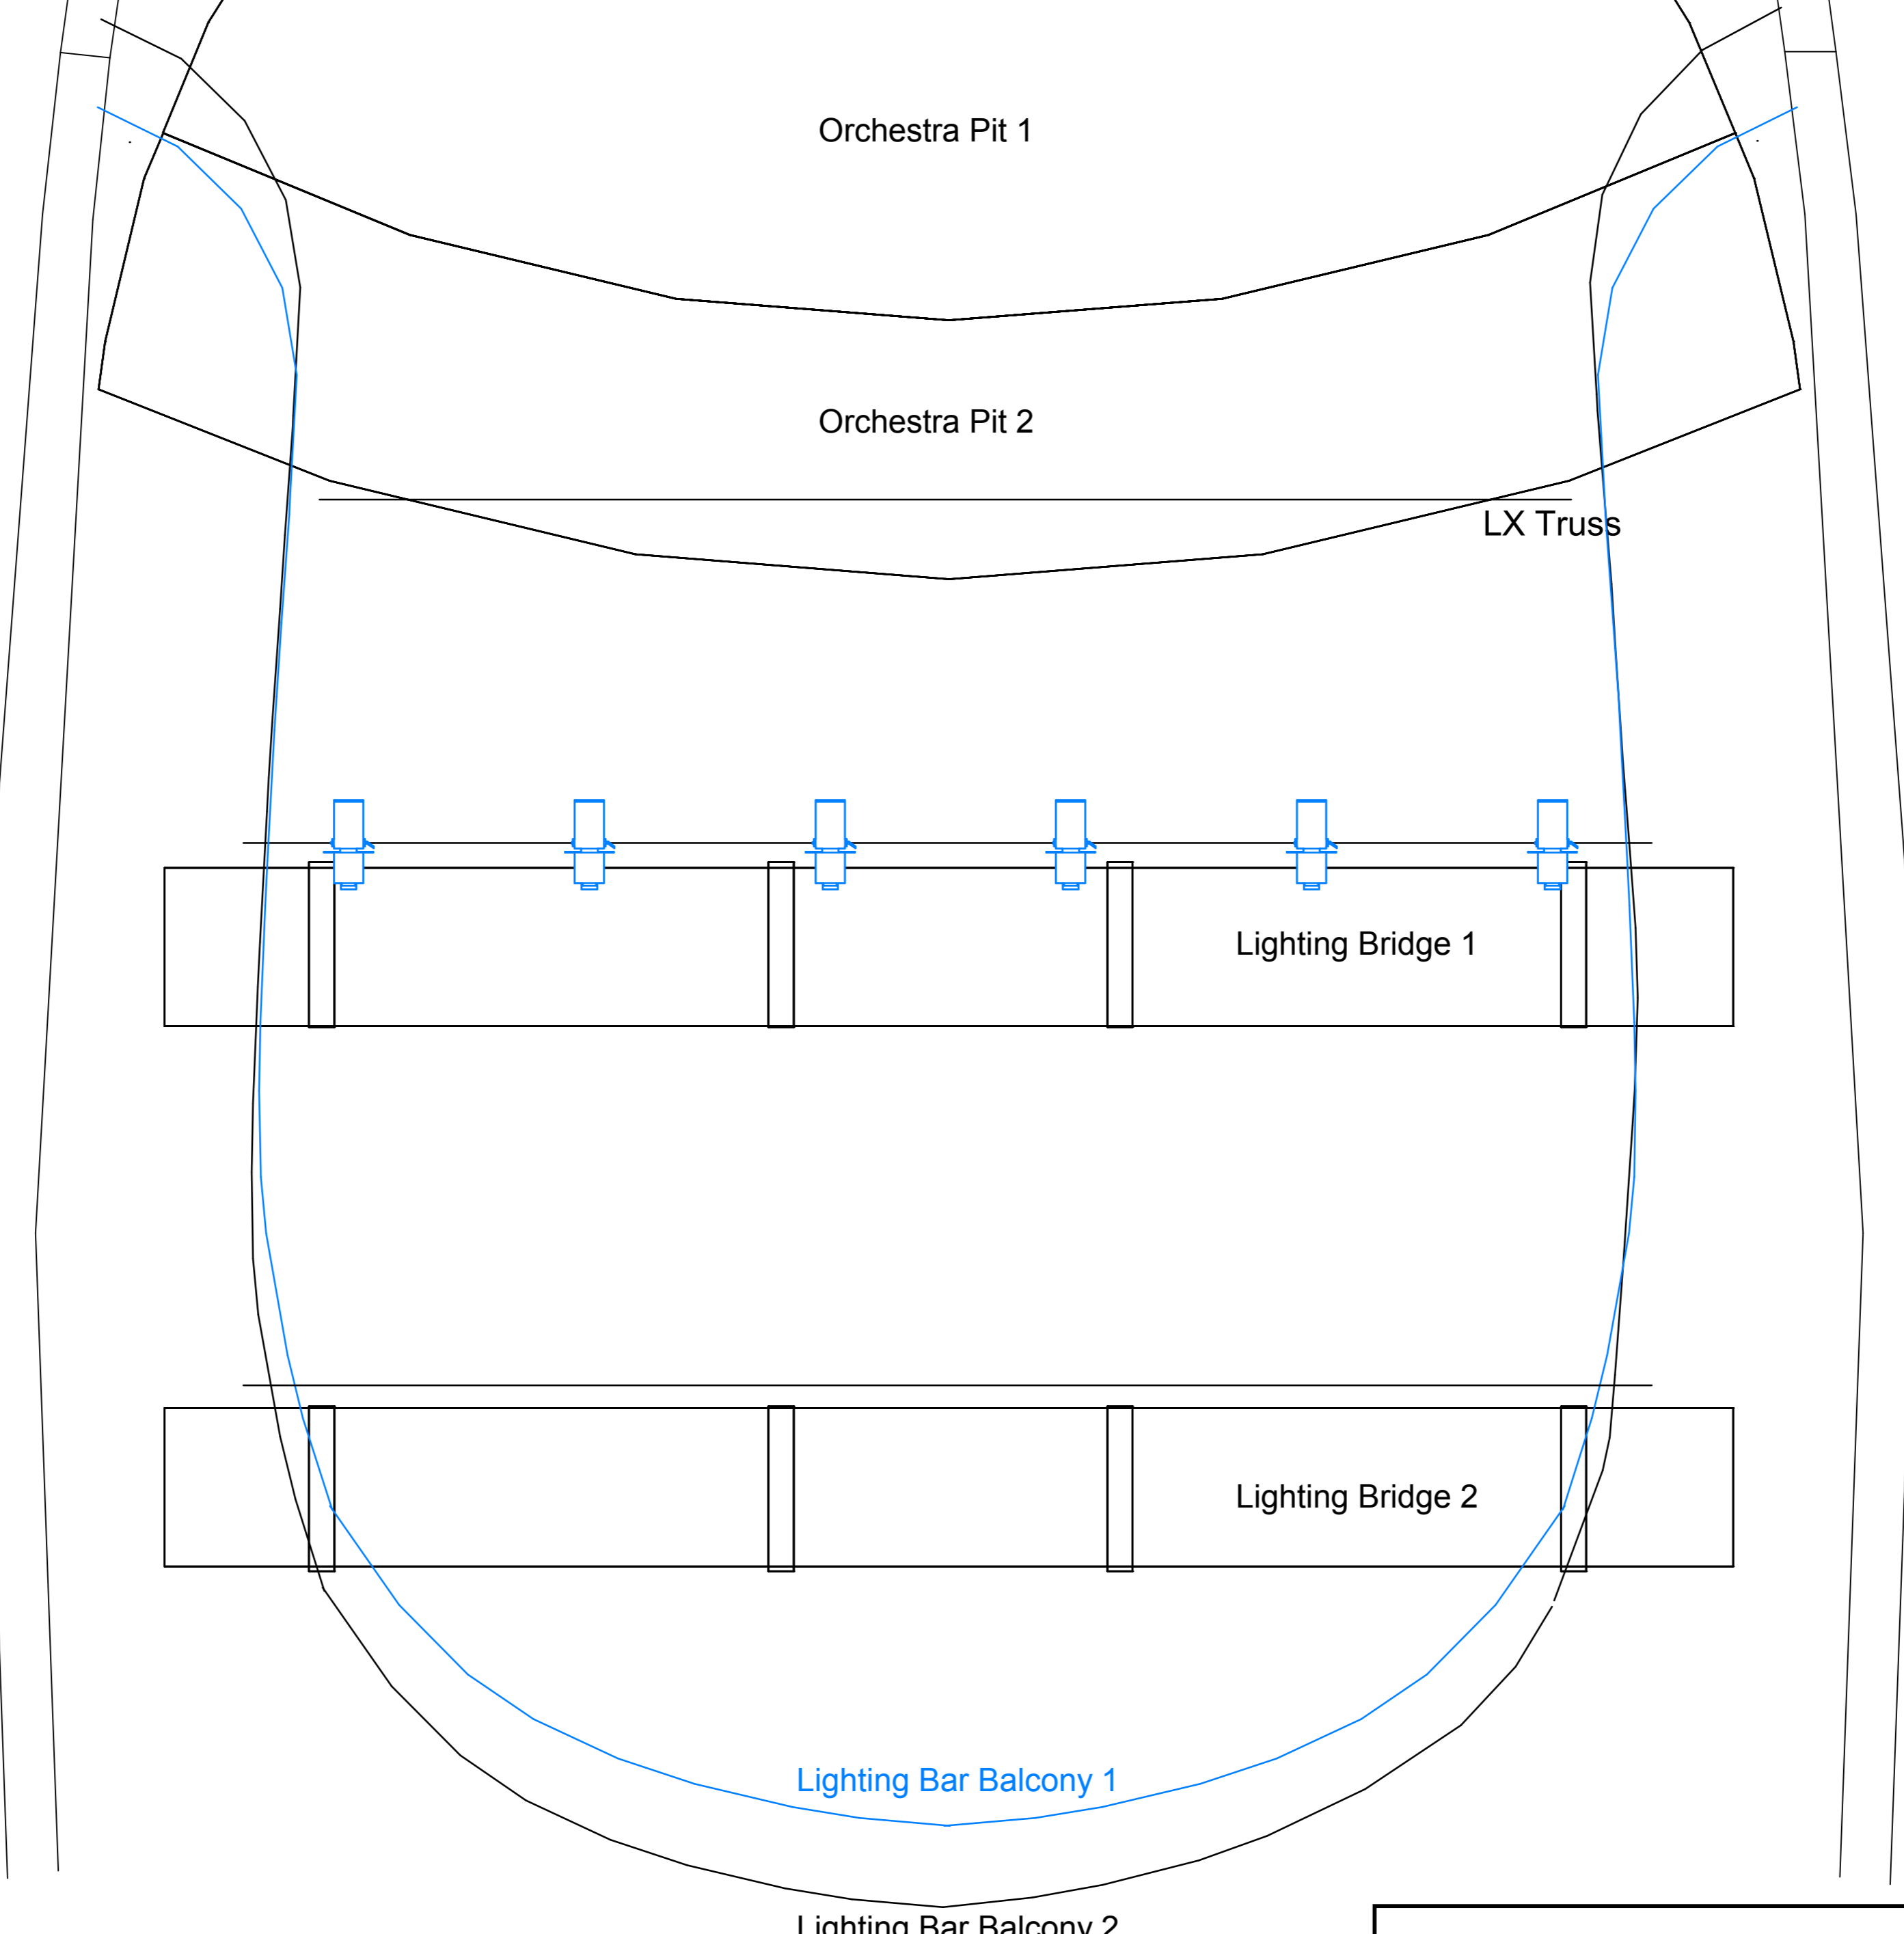 Orchestra Pit 1
Orchestra Pit 2
LX Truss
Lighting Bridge 1
Lighting Bridge 2
Lighting Bar Balcony 1
Lighting Bar Balcony 2